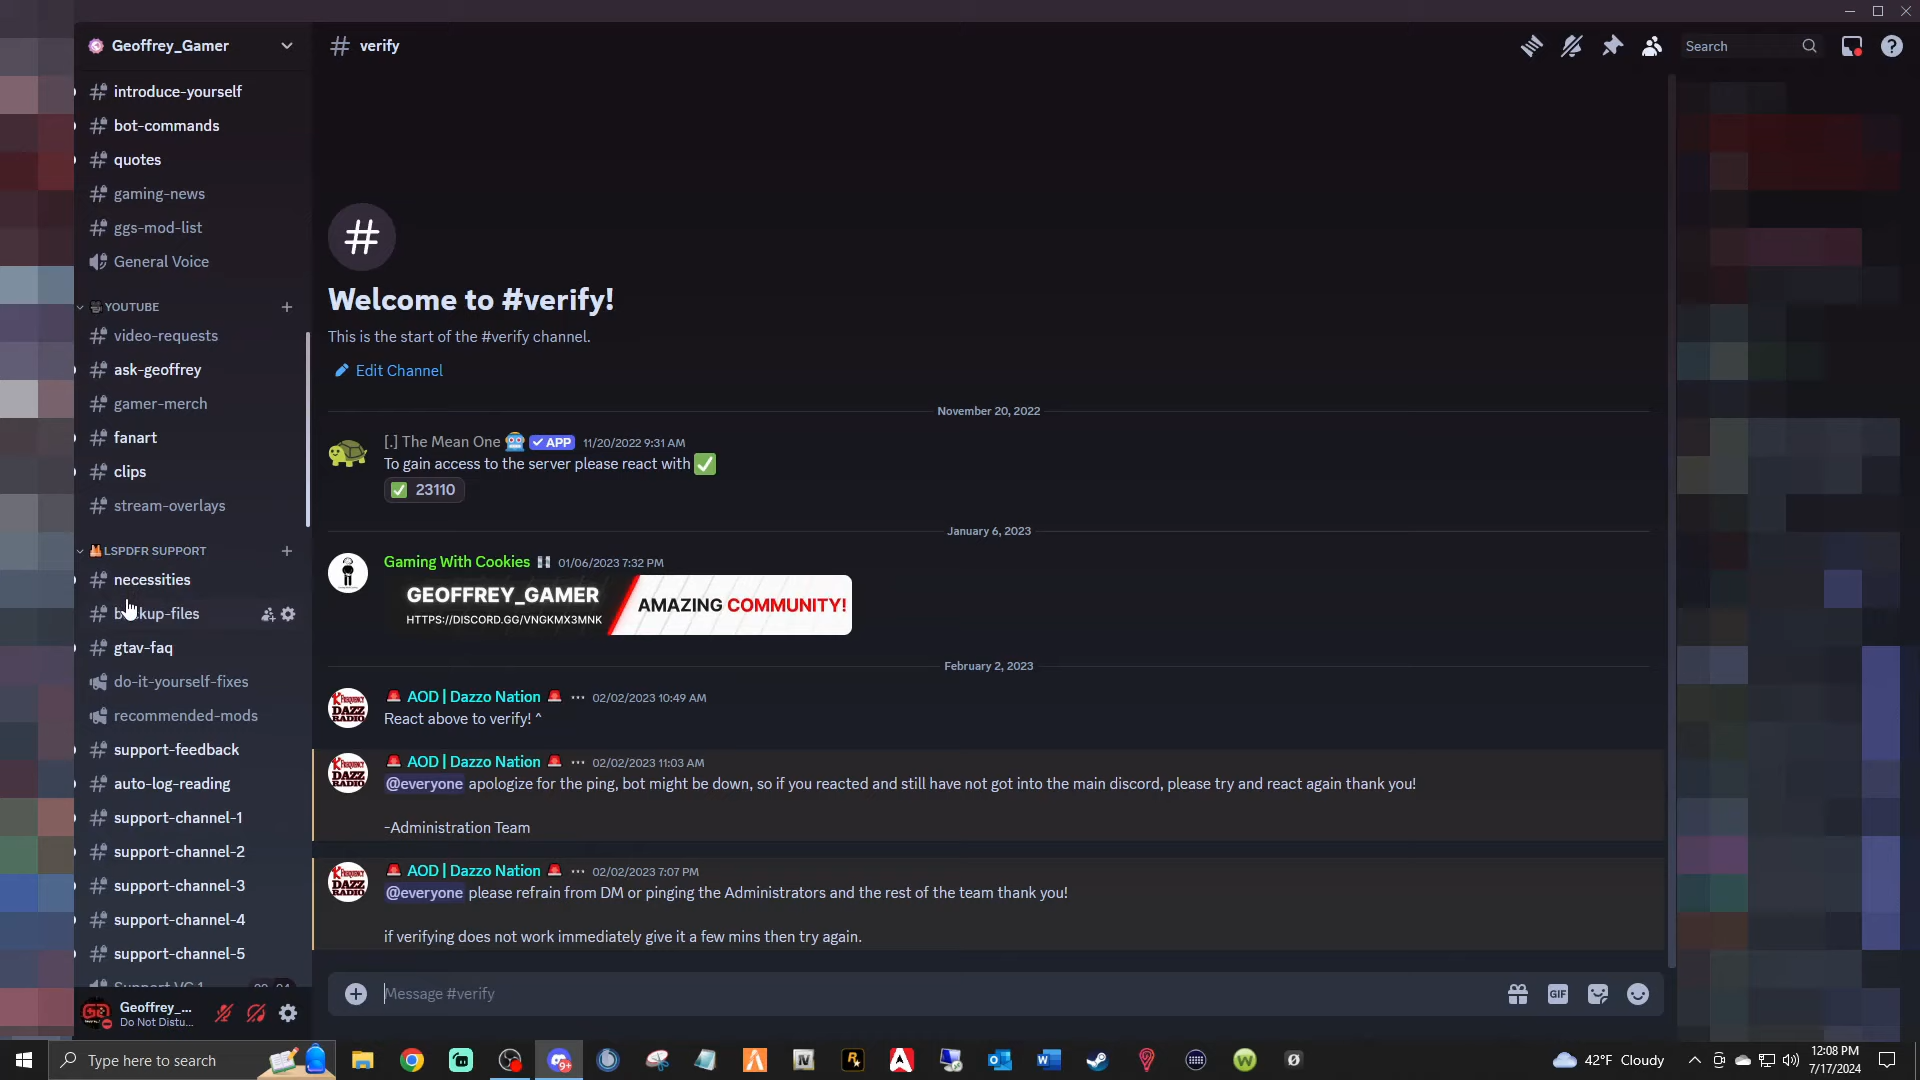 Geoffrey_Gamer
introduce-yourself
bot-commands
quotes
gaming-news
ggs-mod-list
General Voice
YOUTUBE
video-requests
ask-geoffrey
gamer-merch
fanart
clips
stream-overlays
LSPDFR SUPPORT
necessities
backup-files
gtav-faq
do-it-yourself-fixes
recommended-mods
support-feedback
auto-log-reading
support-channel-1
support-channel-2
support-channel-3
support-channel-4
support-channel-5
Support VC 1
Geoffrey_...
Do Not Distu...
verify
Search
Welcome to #verify!
This is the start of the #verify channel.
Edit Channel
November 20, 2022
[.] The Mean One ✓ APP 11/20/2022 9:31 AM
To gain access to the server please react with ✅
✅ 23110
January 6, 2023
Gaming With Cookies 01/06/2023 7:32 PM
GEOFFREY_GAMER
HTTPS://DISCORD.GG/VNGKMX3MNK
AMAZING COMMUNITY!
February 2, 2023
AOD | Dazzo Nation ... 02/02/2023 10:49 AM
React above to verify! ^
AOD | Dazzo Nation ... 02/02/2023 11:03 AM
@everyone apologize for the ping, bot might be down, so if you reacted and still have not got into the main discord, please try and react again thank you!
-Administration Team
AOD | Dazzo Nation ... 02/02/2023 7:07 PM
@everyone please refrain from DM or pinging the Administrators and the rest of the team thank you!
if verifying does not work immediately give it a few mins then try again.
Message #verify
GIF
Type here to search
42°F Cloudy
12:08 PM
7/17/2024